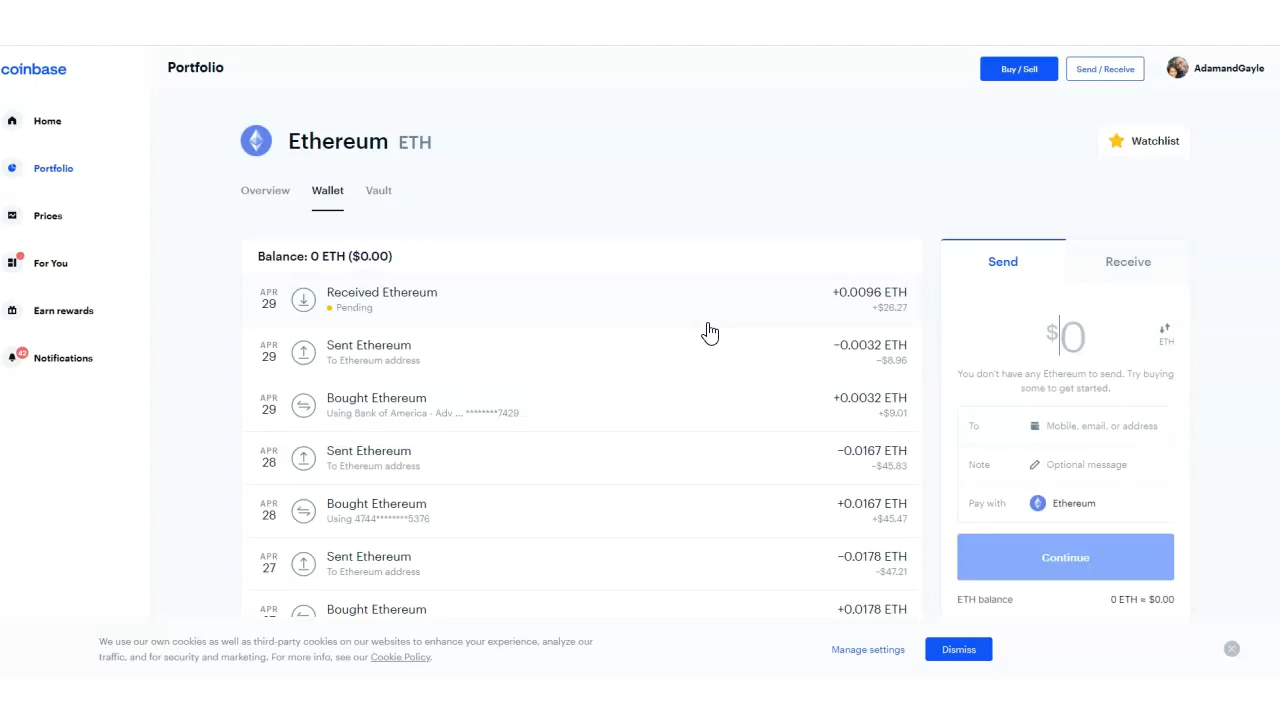 coinbase
Portfolio
Buy / Sell
Send / Receive
AdamandGayle
Home
Portfolio
Prices
For You
Earn rewards
42
Notifications
Ethereum ETH
Watchlist
Overview
Wallet
Vault
Balance: 0 ETH ($0.00)
APR 29
Received Ethereum
Pending
+0.0096 ETH
+$26.27
APR 29
Sent Ethereum
To Ethereum address
−0.0032 ETH
−$8.96
APR 29
Bought Ethereum
Using Bank of America - Adv ... ********7429
+0.0032 ETH
+$9.01
APR 28
Sent Ethereum
To Ethereum address
−0.0167 ETH
−$45.83
APR 28
Bought Ethereum
Using 4744********5376
+0.0167 ETH
+$45.47
APR 27
Sent Ethereum
To Ethereum address
−0.0178 ETH
−$47.21
APR
Bought Ethereum
+0.0178 ETH
Send
Receive
$0
ETH
You don't have any Ethereum to send. Try buying
some to get started.
To
Mobile, email, or address
Note
Optional message
Pay with
Ethereum
Continue
ETH balance
0 ETH ≈ $0.00
We use our own cookies as well as third-party cookies on our websites to enhance your experience, analyze our
traffic, and for security and marketing. For more info, see our Cookie Policy.
Manage settings
Dismiss